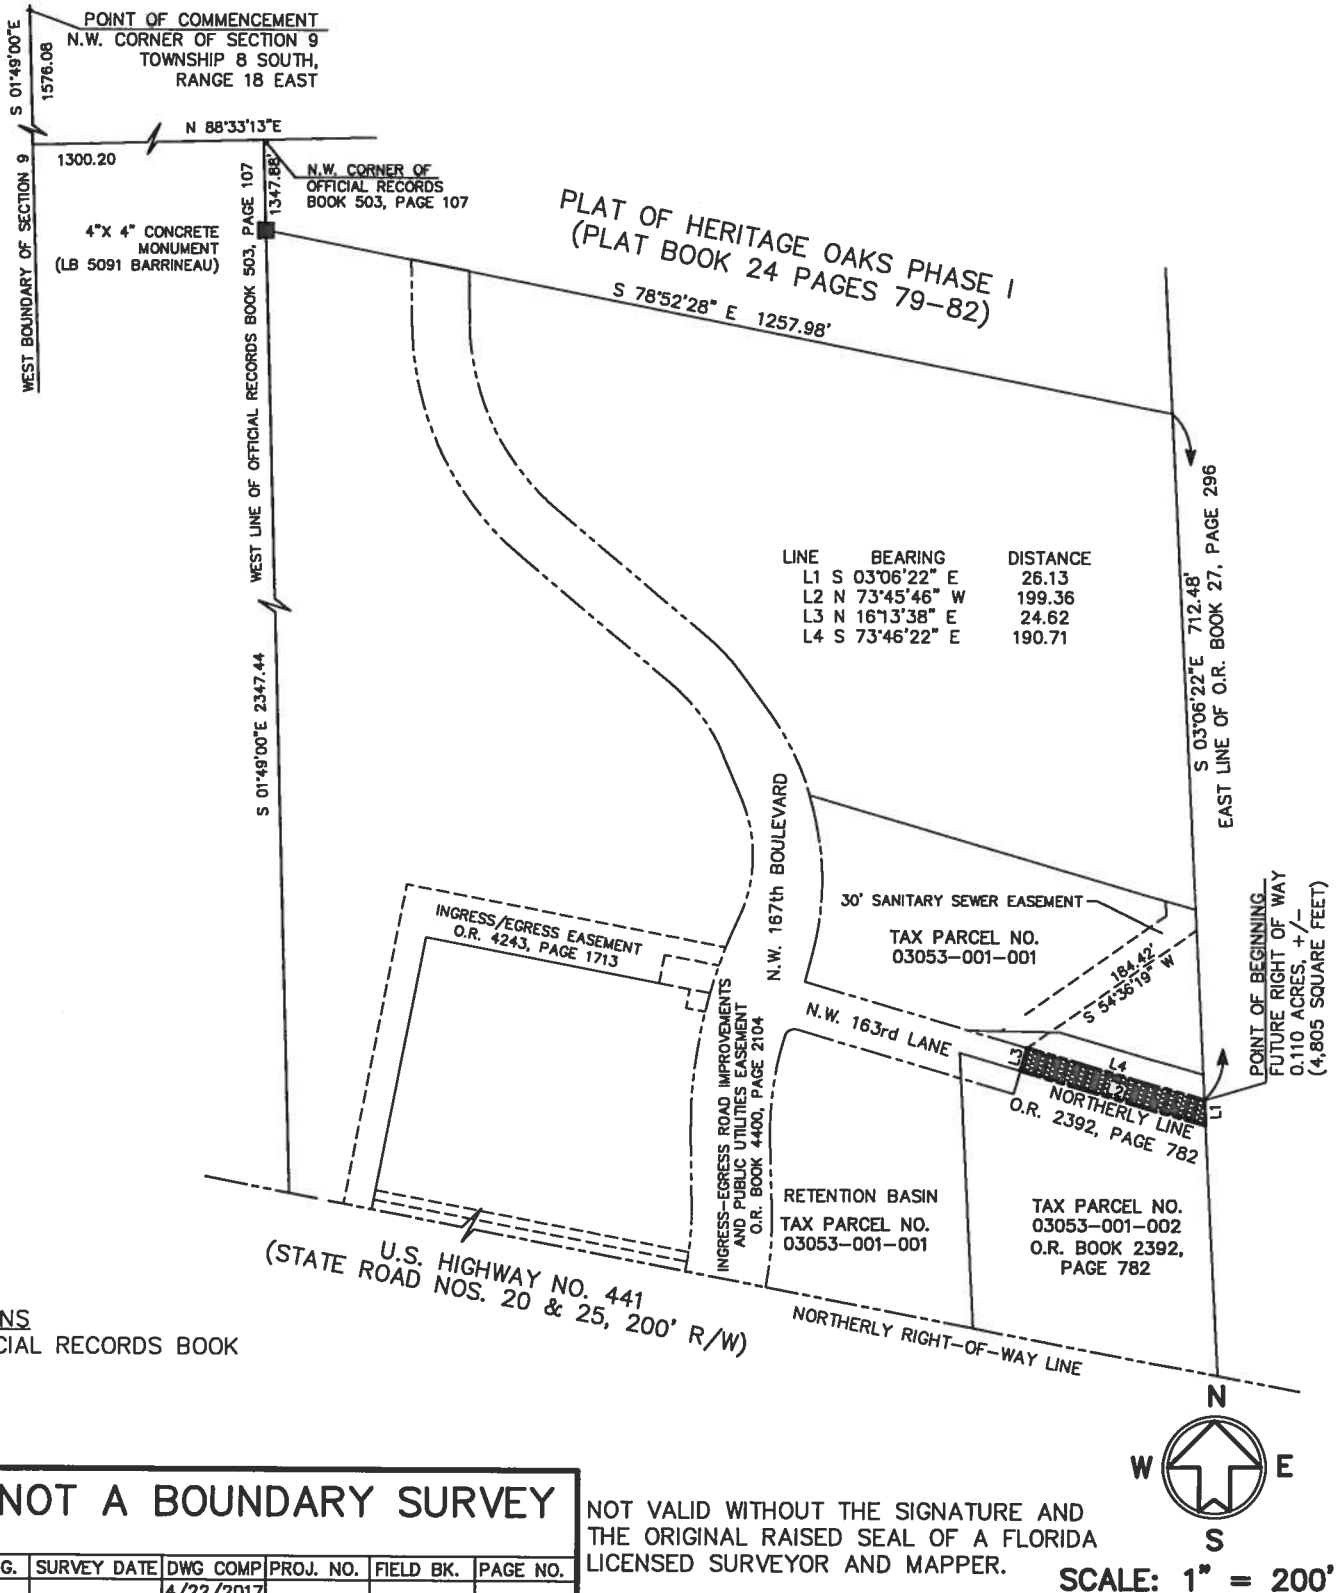 POINT OF COMMENCEMENT
N.W. CORNER OF SECTION 9
TOWNSHIP 8 SOUTH,
RANGE 18 EAST
S 01°49'00"E
1576.08
N 88°33'13"E
1300.20
WEST BOUNDARY OF SECTION 9
N.W. CORNER OF
OFFICIAL RECORDS
BOOK 503, PAGE 107
1347.88'
4"X 4" CONCRETE
MONUMENT
(LB 5091 BARRINEAU)
WEST LINE OF OFFICIAL RECORDS BOOK 503, PAGE 107
S 01°49'00"E 2347.44
PLAT OF HERITAGE OAKS PHASE I
(PLAT BOOK 24 PAGES 79-82)
S 78°52'28" E 1257.98'
LINE BEARING DISTANCE
L1 S 03°06'22" E 26.13
L2 N 73°45'46" W 199.36
L3 N 16°13'38" E 24.62
L4 S 73°46'22" E 190.71
S 03°06'22"E 712.48'
EAST LINE OF O.R. BOOK 27, PAGE 296
N.W. 167th BOULEVARD
30' SANITARY SEWER EASEMENT
TAX PARCEL NO.
03053-001-001
184.42'
S 54°36'19" W
INGRESS/EGRESS EASEMENT
O.R. 4243, PAGE 1713
POINT OF BEGINNING
FUTURE RIGHT OF WAY
0.110 ACRES, +/-
(4,805 SQUARE FEET)
N.W. 163rd LANE
L3
L4
L2
L1
NORTHERLY LINE
O.R. 2392, PAGE 782
INGRESS-EGRESS ROAD IMPROVEMENTS
AND PUBLIC UTILITIES EASEMENT
O.R. BOOK 4400, PAGE 2104
RETENTION BASIN
TAX PARCEL NO.
03053-001-001
TAX PARCEL NO.
03053-001-002
O.R. BOOK 2392,
PAGE 782
U.S. HIGHWAY NO. 441
(STATE ROAD NOS. 20 & 25, 200' R/W)
NORTHERLY RIGHT-OF-WAY LINE
NS
CIAL RECORDS BOOK
N
W E
S
SCALE: 1" = 200'
NOT A BOUNDARY SURVEY
NOT VALID WITHOUT THE SIGNATURE AND
THE ORIGINAL RAISED SEAL OF A FLORIDA
LICENSED SURVEYOR AND MAPPER.
G. SURVEY DATE DWG COMP PROJ. NO. FIELD BK. PAGE NO.
4/22/2017